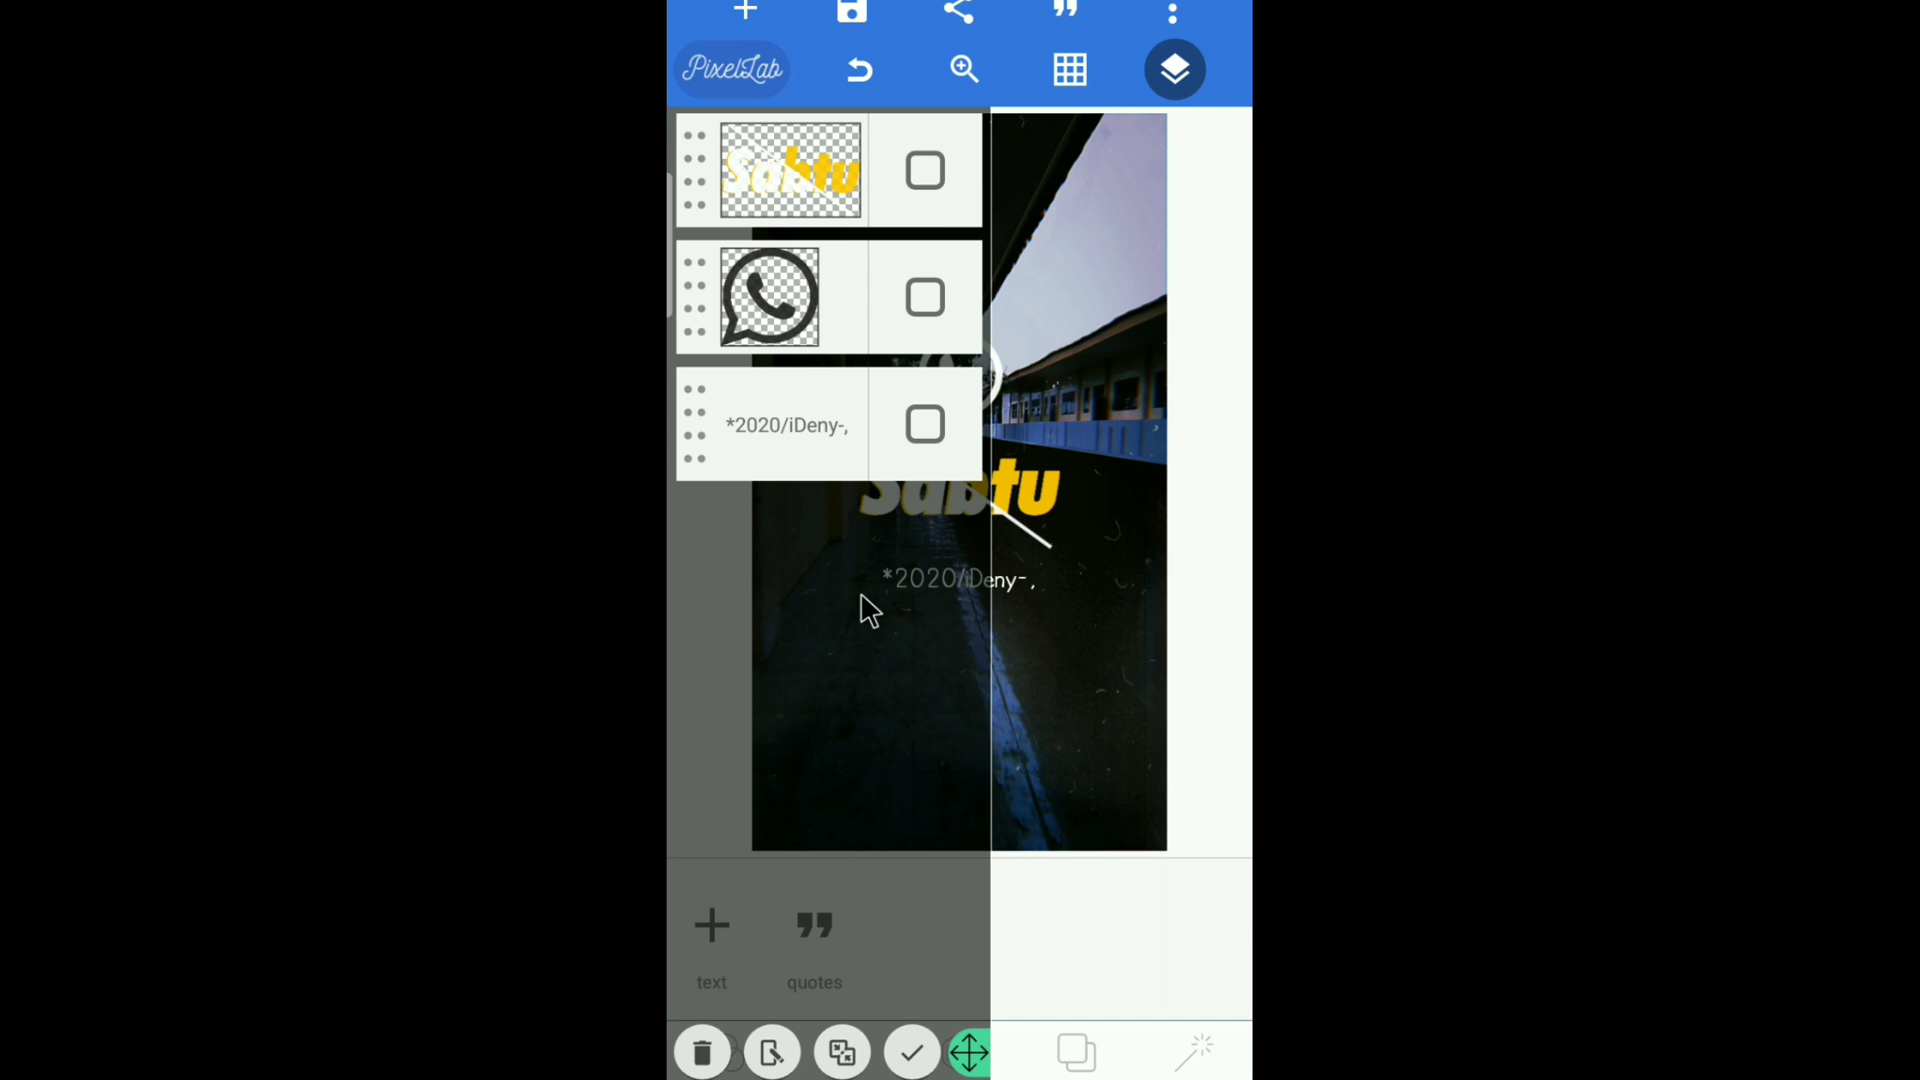 PixelLab
Sabtu
*2020/iDeny-,
Sabtu
*2020/iDeny-,
text
quotes